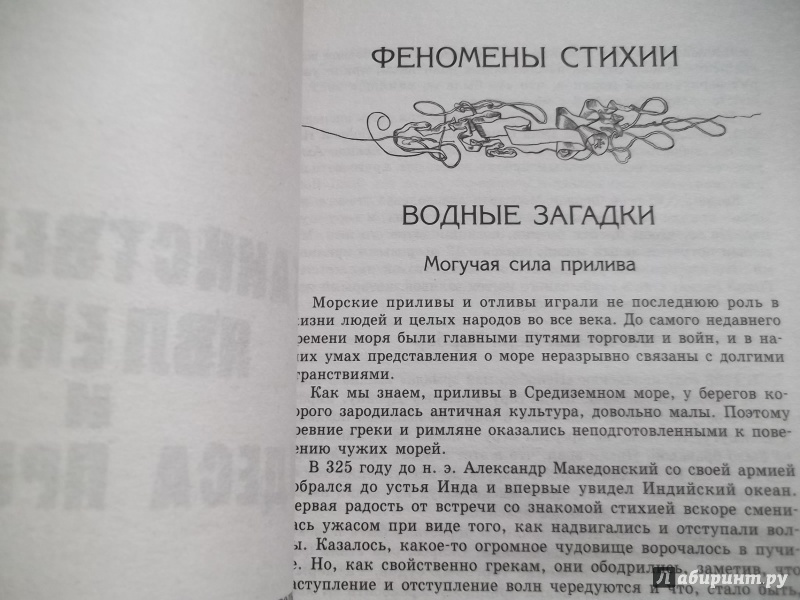 ФЕНОМЕНЫ СТИХИИ
ВОДНЫЕ ЗАГАДКИ
Могучая сила прилива
Морские приливы и отливы играли не последнюю роль в
жизни людей и целых народов во все века. До самого недавнего
времени моря были главными путями торговли и войн, и в на-
ших умах представления о море неразрывно связаны с долгими
странствиями.
Как мы знаем, приливы в Средиземном море, у берегов ко-
торого зародилась античная культура, довольно малы. Поэтому
древние греки и римляне оказались неподготовленными к пове-
дению чужих морей.
В 325 году до н. э. Александр Македонский со своей армией
добрался до устья Инда и впервые увидел Индийский океан.
Первая радость от встречи со знакомой стихией вскоре смени-
лась ужасом при виде того, как надвигались и отступали вол-
ны. Казалось, какое-то огромное чудовище ворочалось в пучи-
не. Но, как свойственно грекам, они ободрились, заметив, что
наступление и отступление волн чередуются и что, стало быть,
Лабиринт.ру